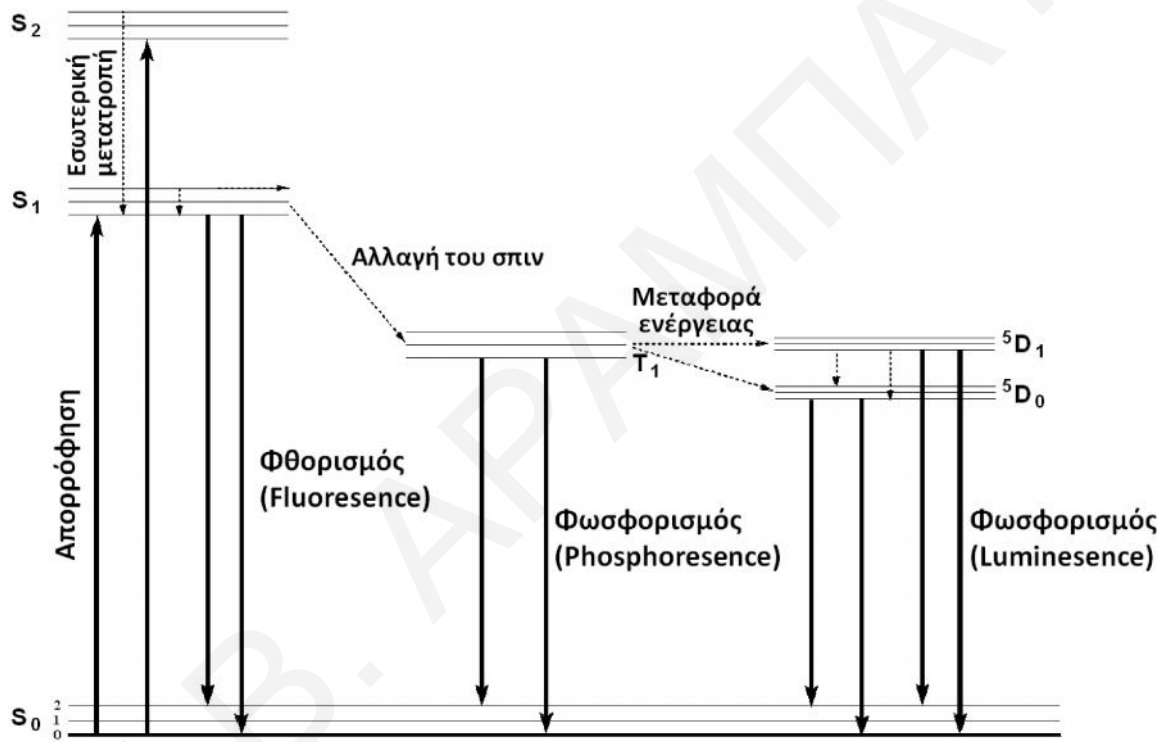 S2
Εσωτερική
μετατροπή
S1
Αλλαγή του σπιν
Μεταφορά
ενέργειας
T1
5D1
5D0
Απορρόφηση
Φθορισμός
(Fluoresence)
Φωσφορισμός
(Phosphoresence)
Φωσφορισμός
(Luminesence)
S0
2
1
0
Β. ΑΡΑΜΠΑ